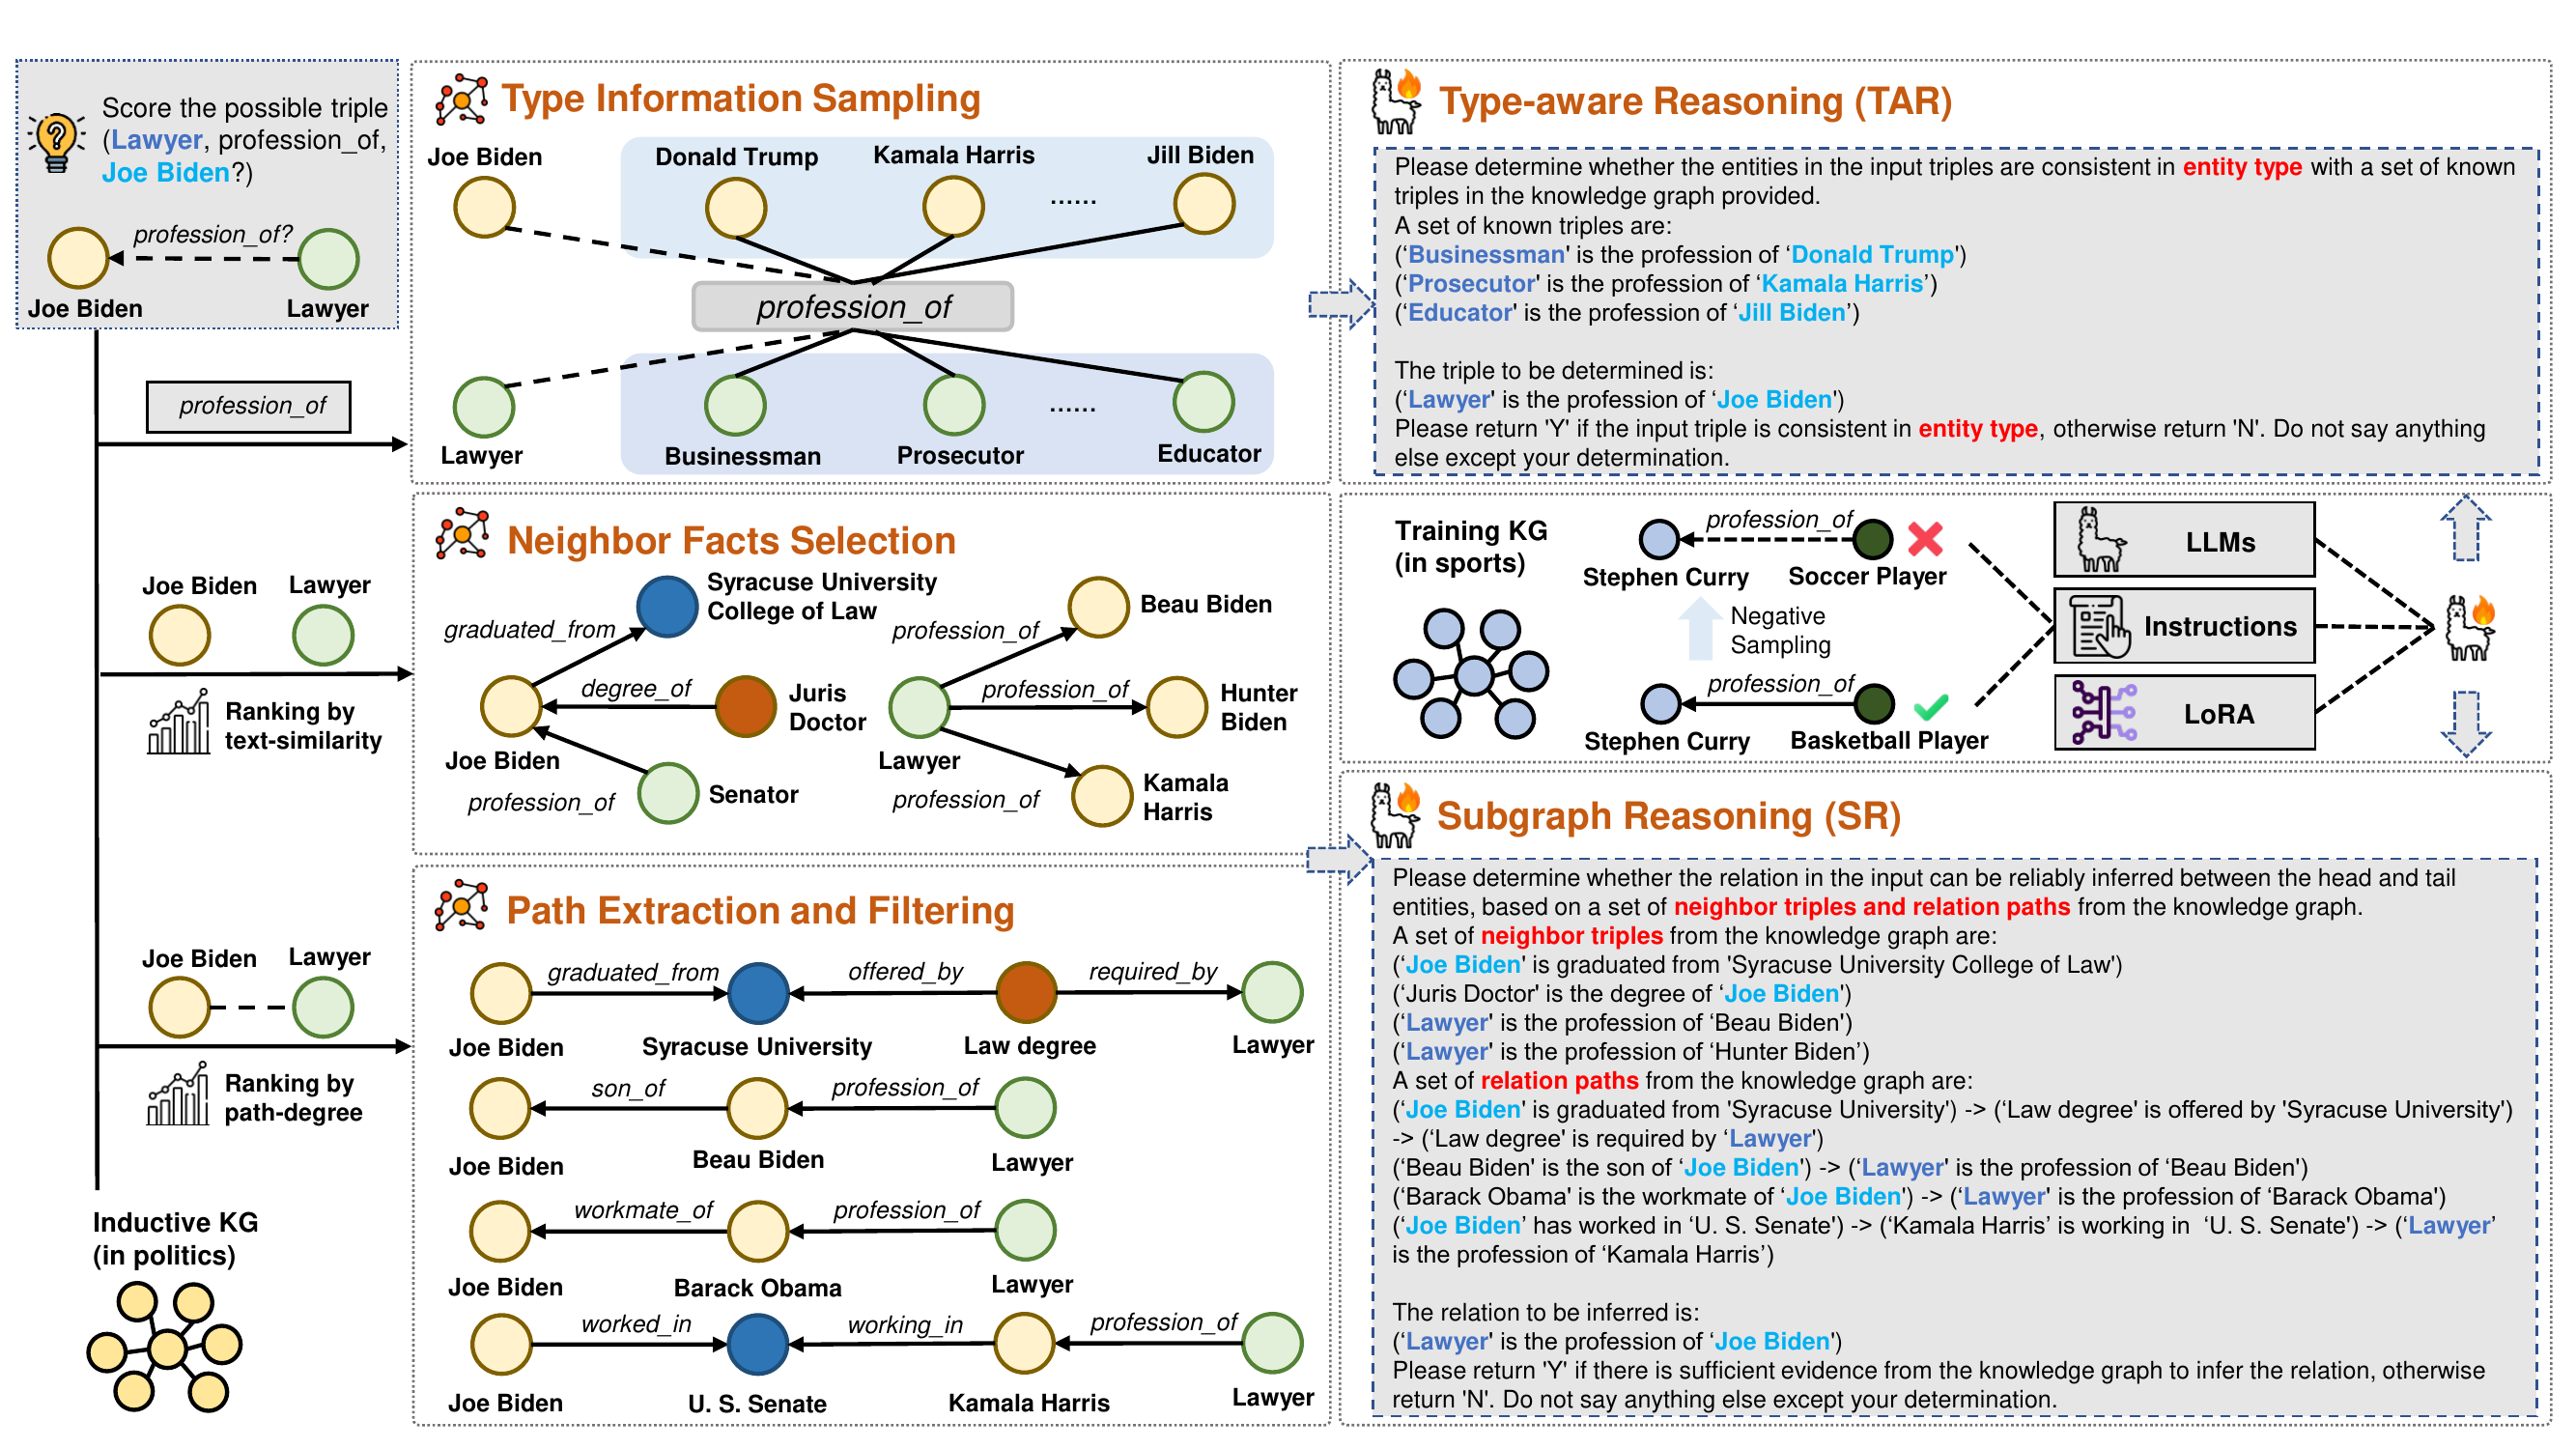 Score the possible triple
(Lawyer, profession_of,
Joe Biden?)
profession_of?
Joe Biden
Lawyer
profession_of
Joe Biden
Lawyer
Ranking by
text-similarity
Joe Biden
Lawyer
Ranking by
path-degree
Inductive KG
(in politics)
Type Information Sampling
Joe Biden
Donald Trump
Kamala Harris
......
Jill Biden
profession_of
Lawyer
Businessman
Prosecutor
......
Educator
Neighbor Facts Selection
Syracuse University
College of Law
graduated_from
degree_of
Juris
Doctor
Joe Biden
profession_of
Senator
profession_of
Beau Biden
profession_of
Hunter
Biden
Lawyer
profession_of
Kamala
Harris
Path Extraction and Filtering
graduated_from
offered_by
required_by
Joe Biden
Syracuse University
Law degree
Lawyer
son_of
profession_of
Joe Biden
Beau Biden
Lawyer
workmate_of
profession_of
Joe Biden
Barack Obama
Lawyer
worked_in
working_in
profession_of
Joe Biden
U. S. Senate
Kamala Harris
Lawyer
Type-aware Reasoning (TAR)
Please determine whether the entities in the input triples are consistent in entity type with a set of known
triples in the knowledge graph provided.
A set of known triples are:
(‘Businessman' is the profession of ‘Donald Trump')
(‘Prosecutor' is the profession of ‘Kamala Harris’)
(‘Educator' is the profession of ‘Jill Biden’)
The triple to be determined is:
(‘Lawyer' is the profession of ‘Joe Biden')
Please return 'Y' if the input triple is consistent in entity type, otherwise return 'N'. Do not say anything
else except your determination.
Training KG
(in sports)
profession_of
Stephen Curry
Soccer Player
Negative
Sampling
profession_of
Stephen Curry
Basketball Player
LLMs
Instructions
LoRA
Subgraph Reasoning (SR)
Please determine whether the relation in the input can be reliably inferred between the head and tail
entities, based on a set of neighbor triples and relation paths from the knowledge graph.
A set of neighbor triples from the knowledge graph are:
(‘Joe Biden' is graduated from 'Syracuse University College of Law’)
('Juris Doctor' is the degree of ‘Joe Biden')
(‘Lawyer' is the profession of ‘Beau Biden')
(‘Lawyer' is the profession of ‘Hunter Biden’)
A set of relation paths from the knowledge graph are:
(‘Joe Biden' is graduated from 'Syracuse University') -> (‘Law degree' is offered by 'Syracuse University')
-> (‘Law degree' is required by ‘Lawyer')
(‘Beau Biden' is the son of ‘Joe Biden') -> (‘Lawyer' is the profession of ‘Beau Biden')
(‘Barack Obama' is the workmate of ‘Joe Biden') -> (‘Lawyer' is the profession of ‘Barack Obama')
(‘Joe Biden’ has worked in ‘U. S. Senate') -> (‘Kamala Harris’ is working in ‘U. S. Senate') -> (‘Lawyer’
is the profession of ‘Kamala Harris’)
The relation to be inferred is:
(‘Lawyer' is the profession of ‘Joe Biden')
Please return 'Y' if there is sufficient evidence from the knowledge graph to infer the relation, otherwise
return 'N'. Do not say anything else except your determination.